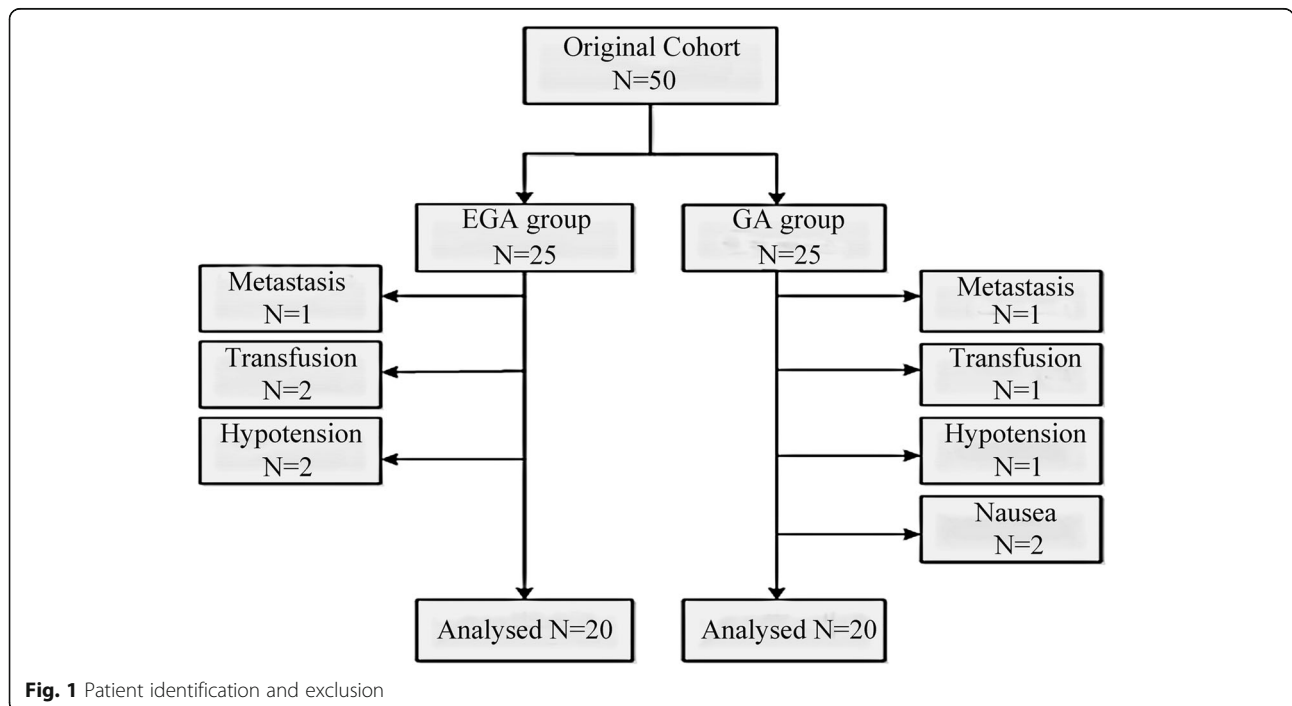 Original Cohort
N=50
EGA group
N=25
GA group
N=25
Metastasis
N=1
Transfusion
N=2
Hypotension
N=2
Metastasis
N=1
Transfusion
N=1
Hypotension
N=1
Nausea
N=2
Analysed N=20
Analysed N=20
Fig. 1 Patient identification and exclusion